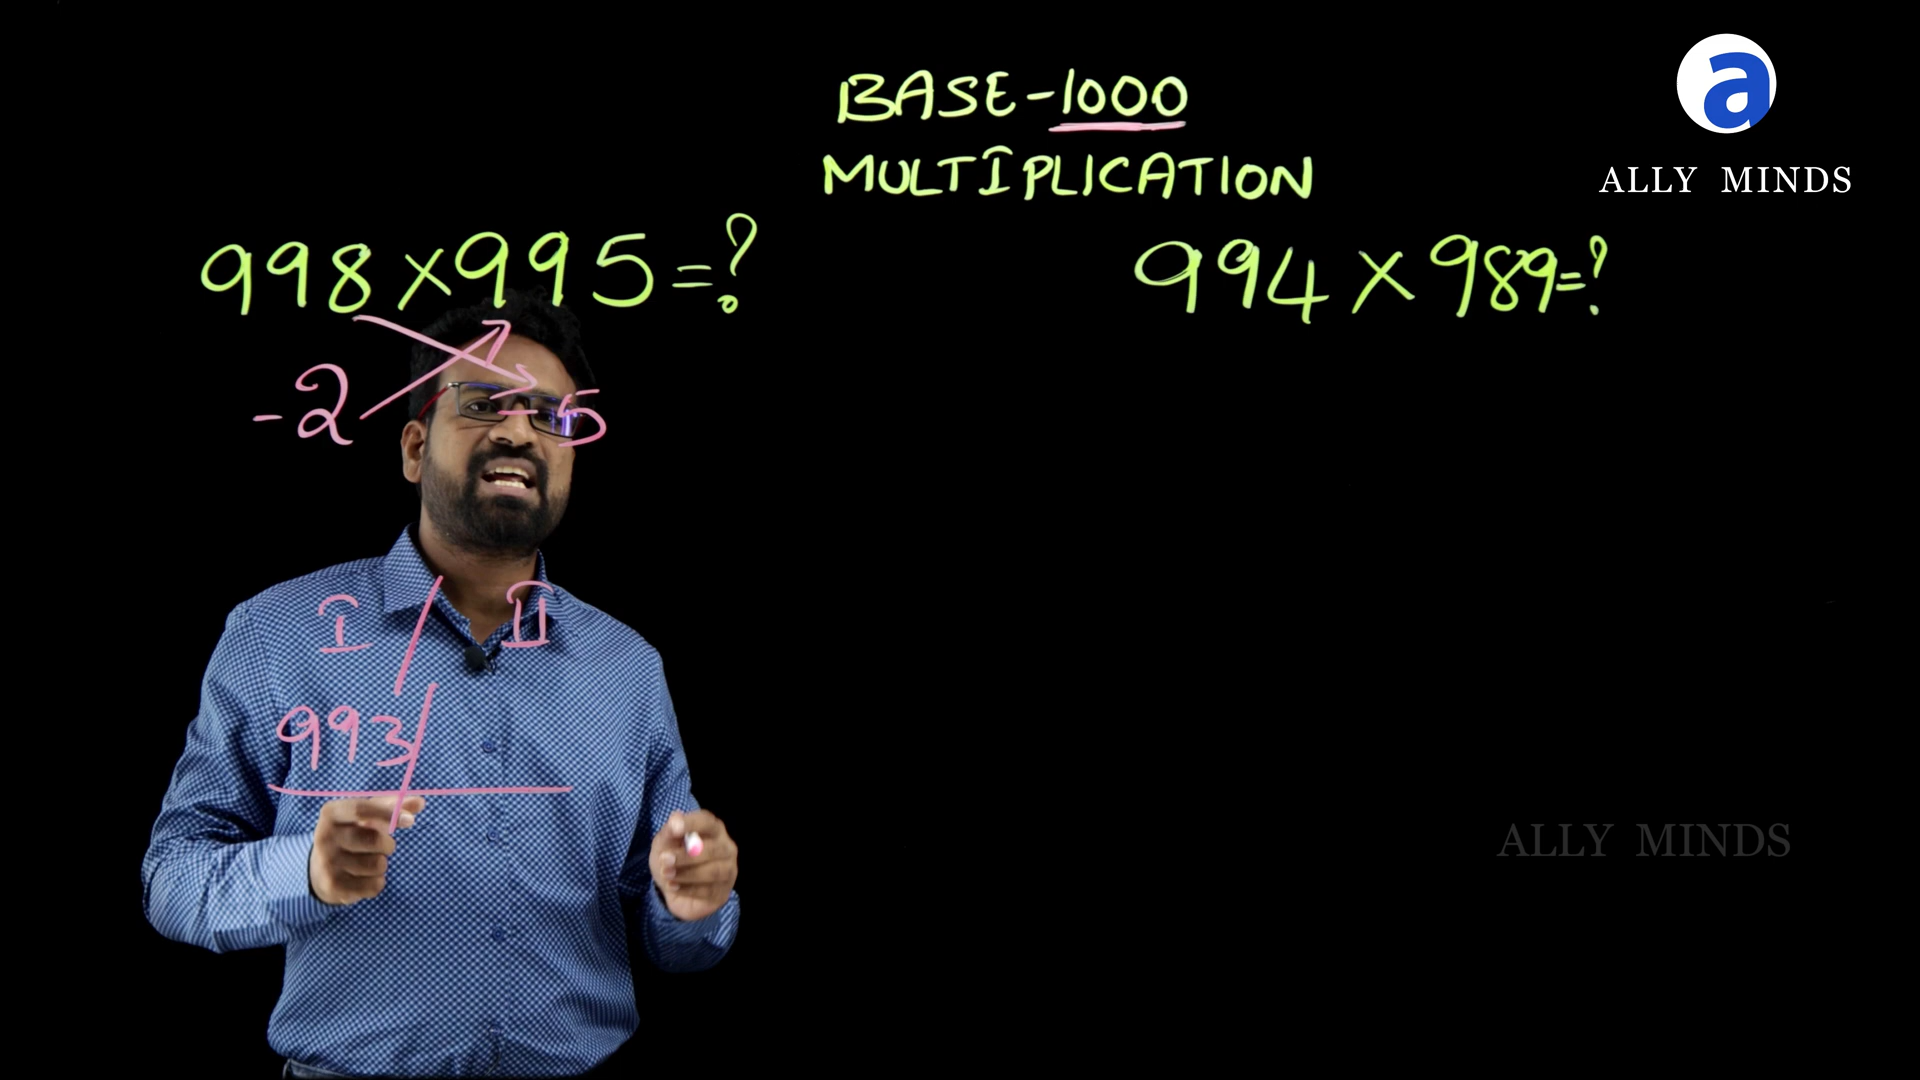 BASE-1000
MULTIPLICATION
a
ALLY MINDS
998×995=?
994×989=?
-2
-5
I / II
993/
ALLY MINDS